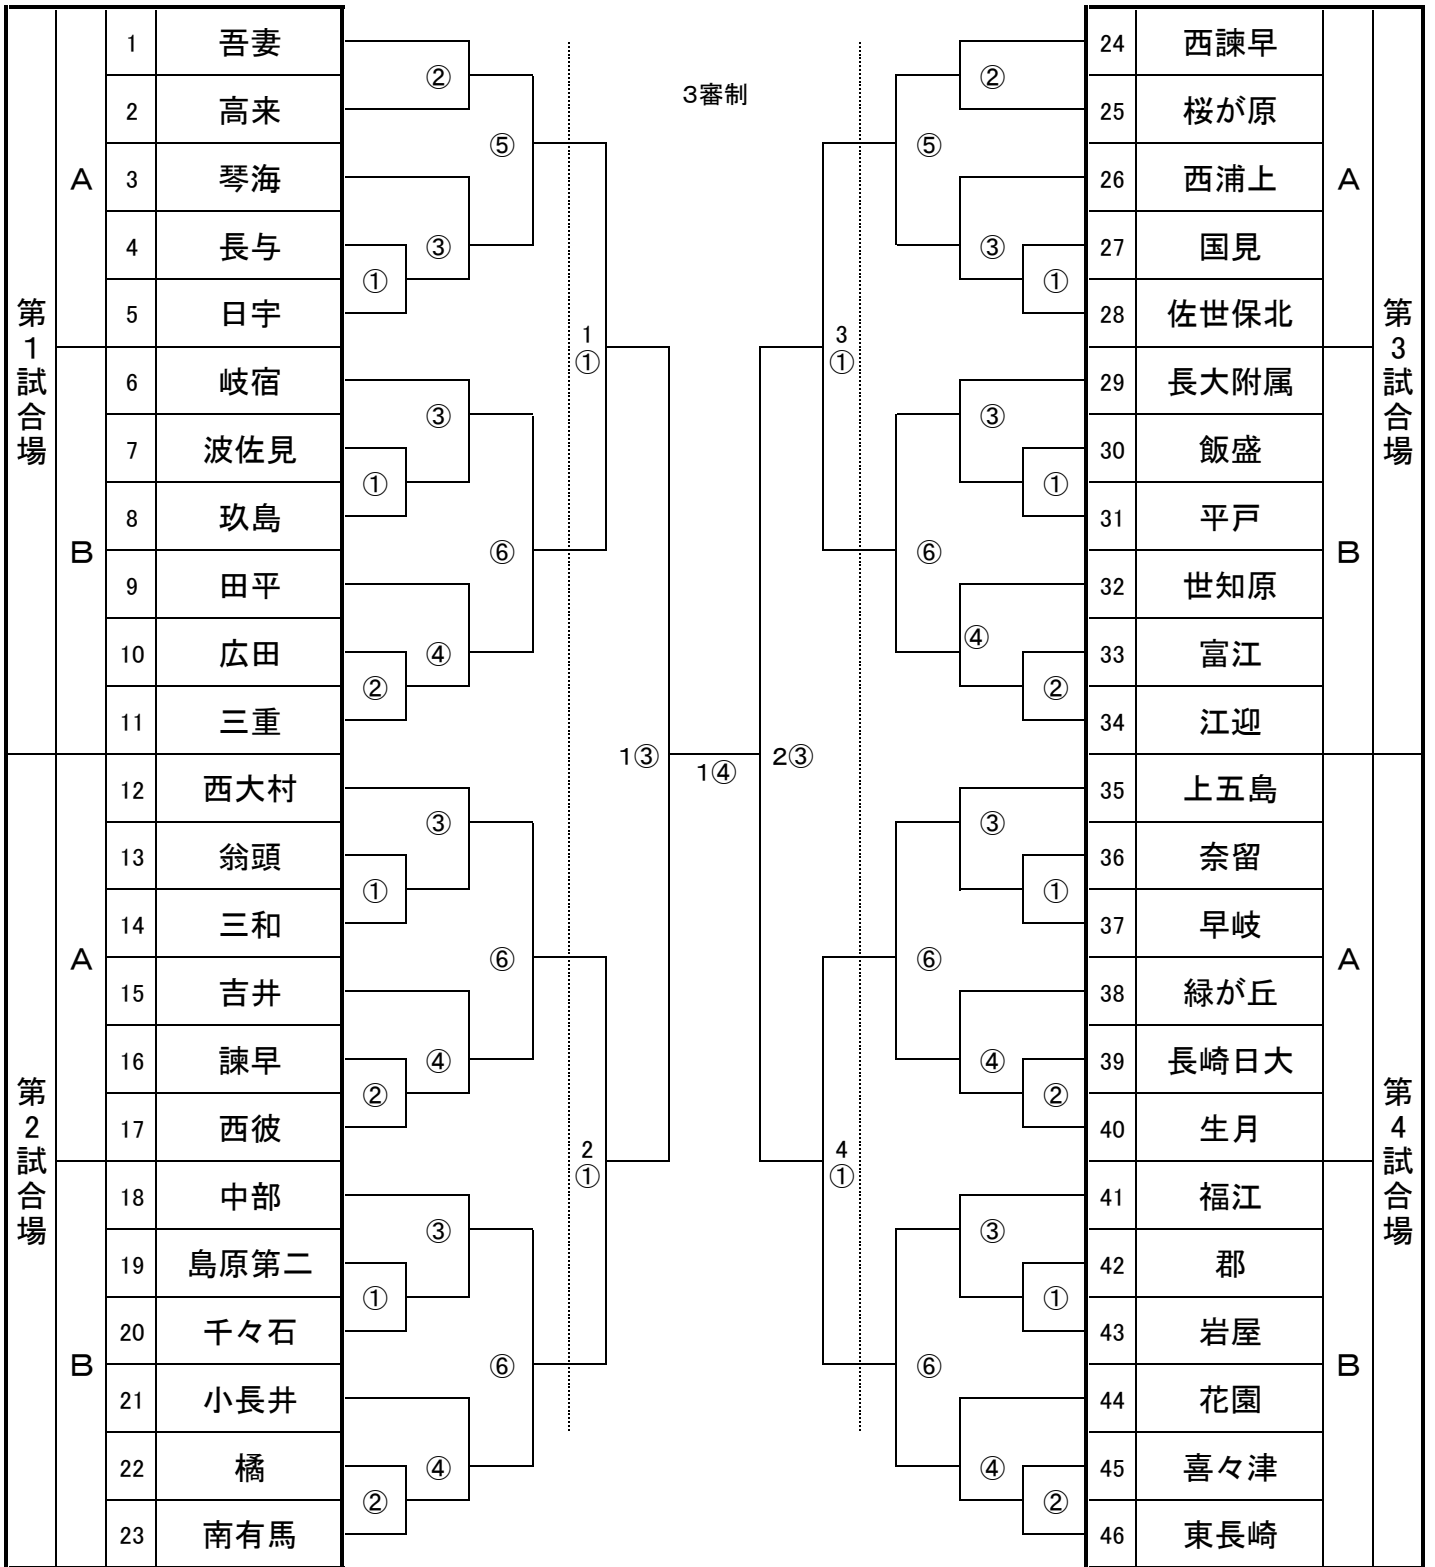 3審制
第1試合場
A
1 吾妻
2 高来
3 琴海
4 長与
5 日宇
② ③ ① ⑤
B
6 岐宿
7 波佐見
8 玖島
9 田平
10 広田
11 三重
③ ① ④ ② ⑥
1
①
第2試合場
A
12 西大村
13 翁頭
14 三和
15 吉井
16 諫早
17 西彼
③ ① ④ ② ⑥
B
18 中部
19 島原第二
20 千々石
21 小長井
22 橘
23 南有馬
③ ① ④ ② ⑥
2
①
1③
1④
2③
第3試合場
A
24 西諫早
25 桜が原
26 西浦上
27 国見
28 佐世保北
② ③ ① ⑤
B
29 長大附属
30 飯盛
31 平戸
32 世知原
33 富江
34 江迎
③ ① ④ ② ⑥
3
①
第4試合場
A
35 上五島
36 奈留
37 早岐
38 緑が丘
39 長崎日大
40 生月
③ ① ④ ② ⑥
B
41 福江
42 郡
43 岩屋
44 花園
45 喜々津
46 東長崎
③ ① ④ ② ⑥
4
①